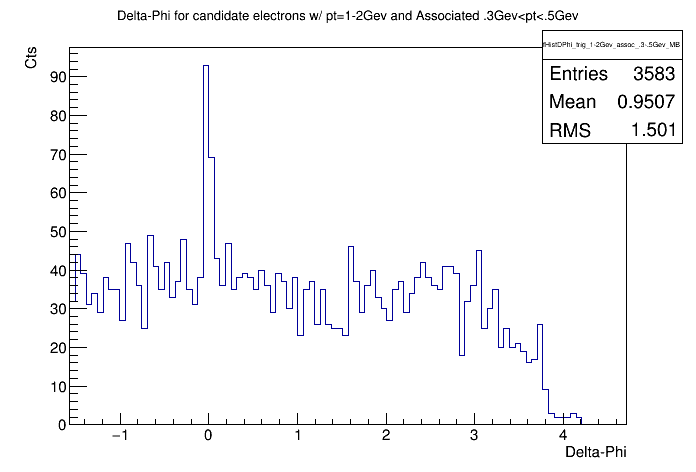 Delta-Phi for candidate electrons w/ pt=1-2Gev and Associated .3Gev<pt<.5Gev
fHistDPhi_trig_1-2Gev_assoc_.3-.5Gev_MB
Entries 3583
Mean 0.9507
RMS 1.501
Cts
90
80
70
60
50
40
30
20
10
0
−1 0 1 2 3 4
Delta-Phi